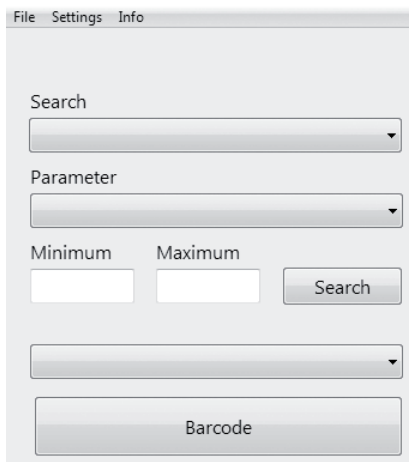 File Settings Info
Search
Parameter
Minimum Maximum
Search
Barcode